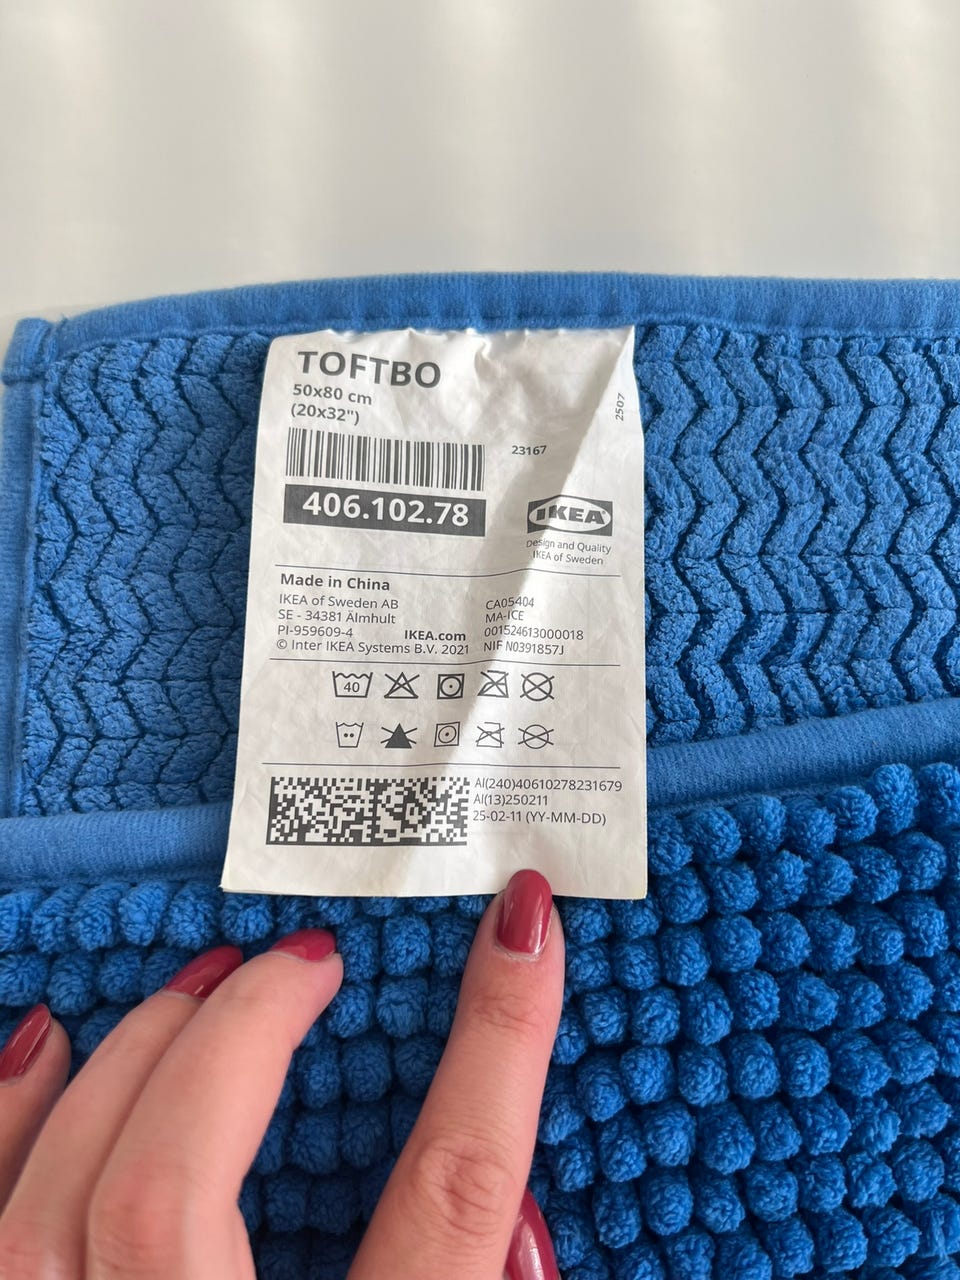 TOFTBO
50x80 cm
(20x32")
2507
23167
406.102.78
IKEA
Design and Quality
IKEA of Sweden
Made in China
IKEA of Sweden AB
SE - 34381 Älmhult
PI-959609-4
IKEA.com
© Inter IKEA Systems B.V. 2021
CA05404
MA-ICE
001524613000018
NIF N0391857J
40
AI(240)40610278231679
AI(13)250211
25-02-11 (YY-MM-DD)